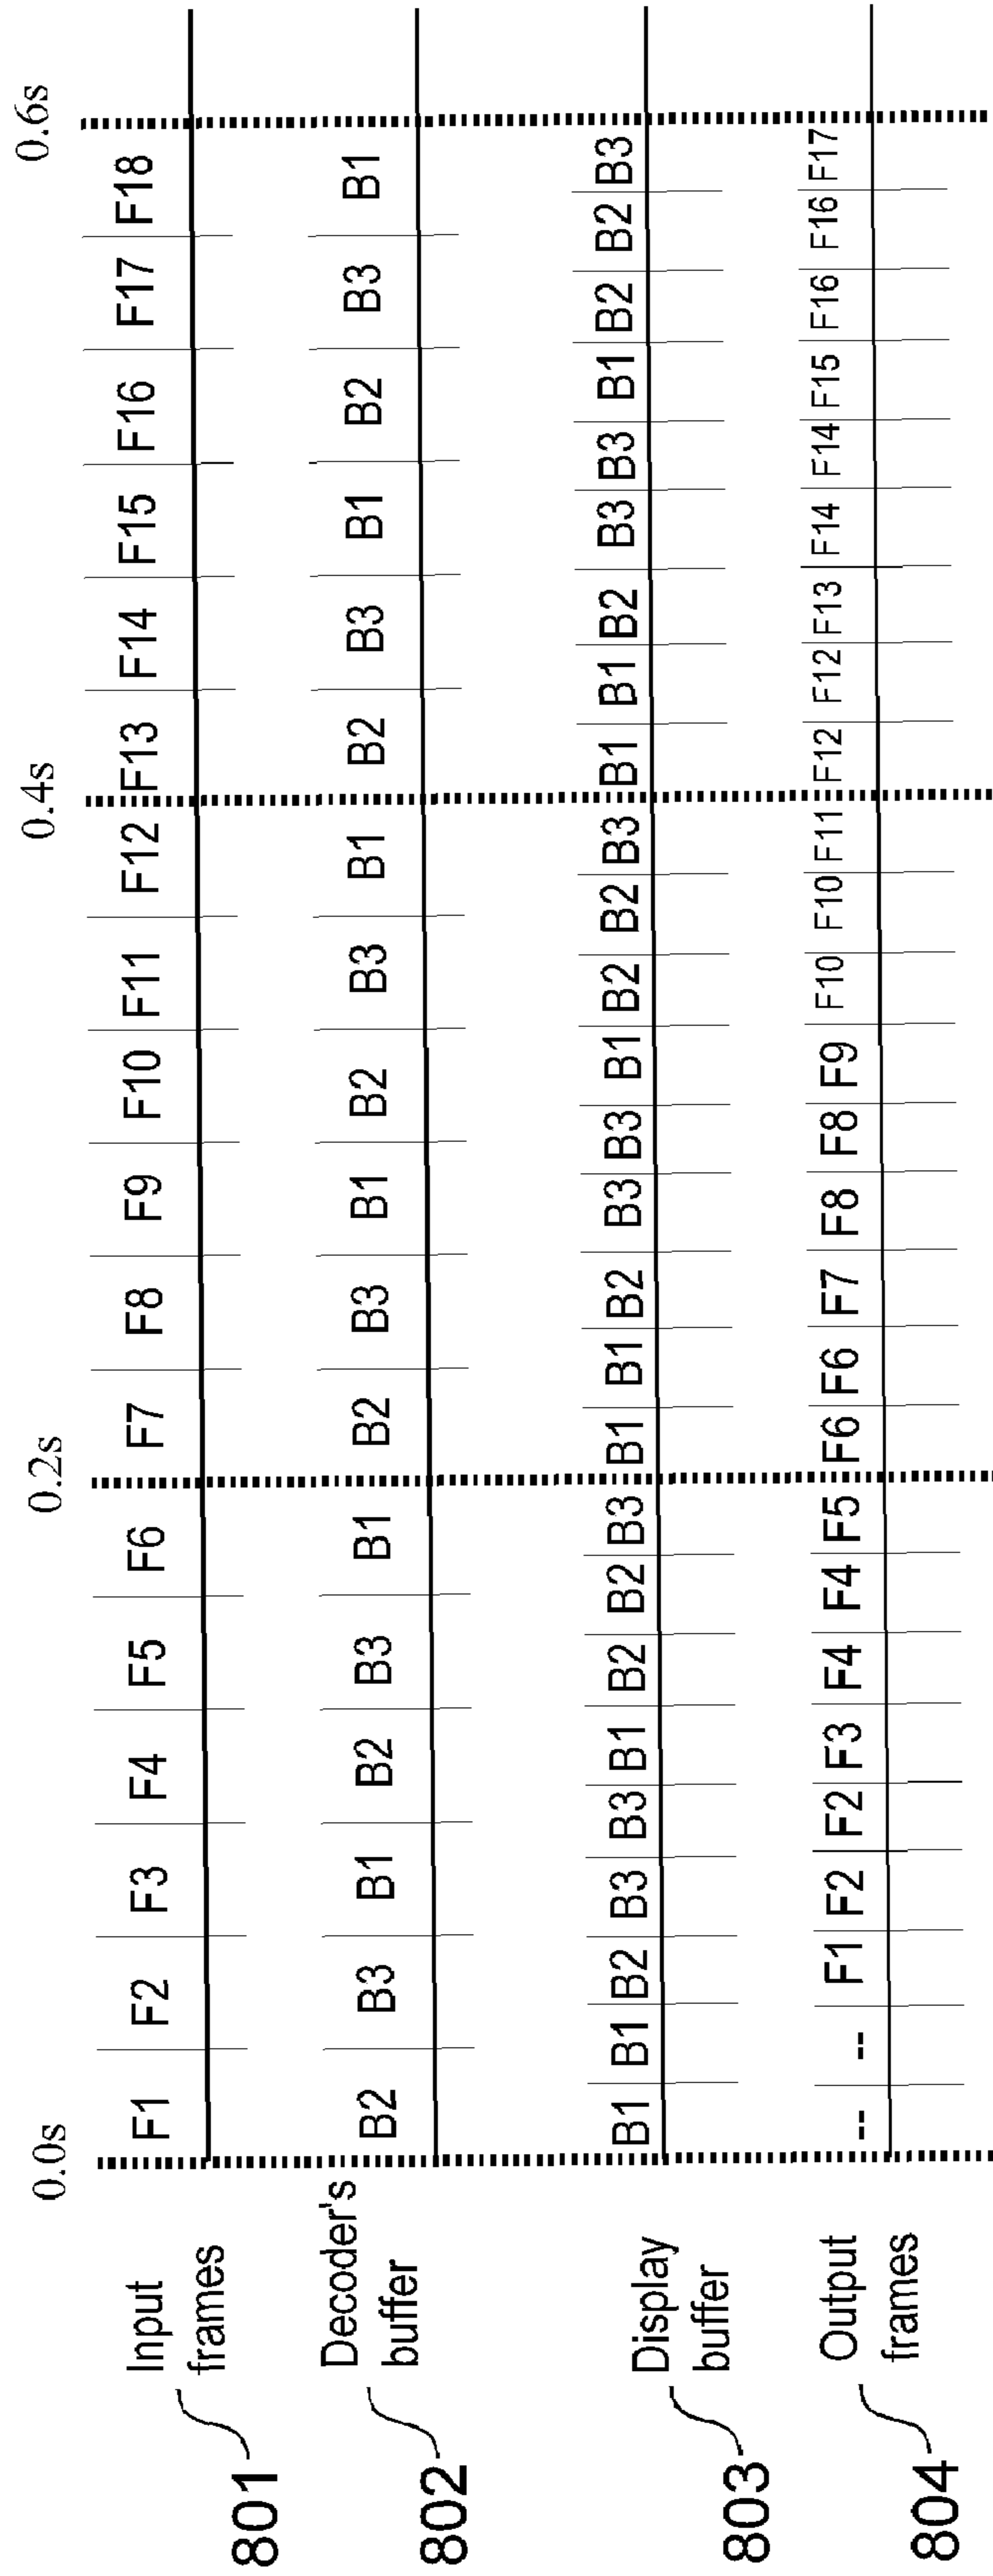 0.0s 0.2s 0.4s 0.6s
801 Input frames F1 F2 F3 F4 F5 F6 F7 F8 F9 F10 F11 F12 F13 F14 F15 F16 F17 F18
802 Decoder's buffer B2 B3 B1 B2 B3 B1 B2 B3 B1 B2 B3 B1 B2 B3 B1 B2 B3 B1
803 Display buffer B1 B1 B2 B3 B3 B1 B2 B2 B3 B1 B1 B2 B3 B3 B1 B2 B2 B3 B1 B1 B2 B3 B3 B1 B2 B2 B3
804 Output frames -- -- F1 F2 F2 F3 F4 F4 F5 F6 F6 F7 F8 F8 F9 F10 F10 F11 F12 F12 F13 F14 F14 F15 F16 F16 F17